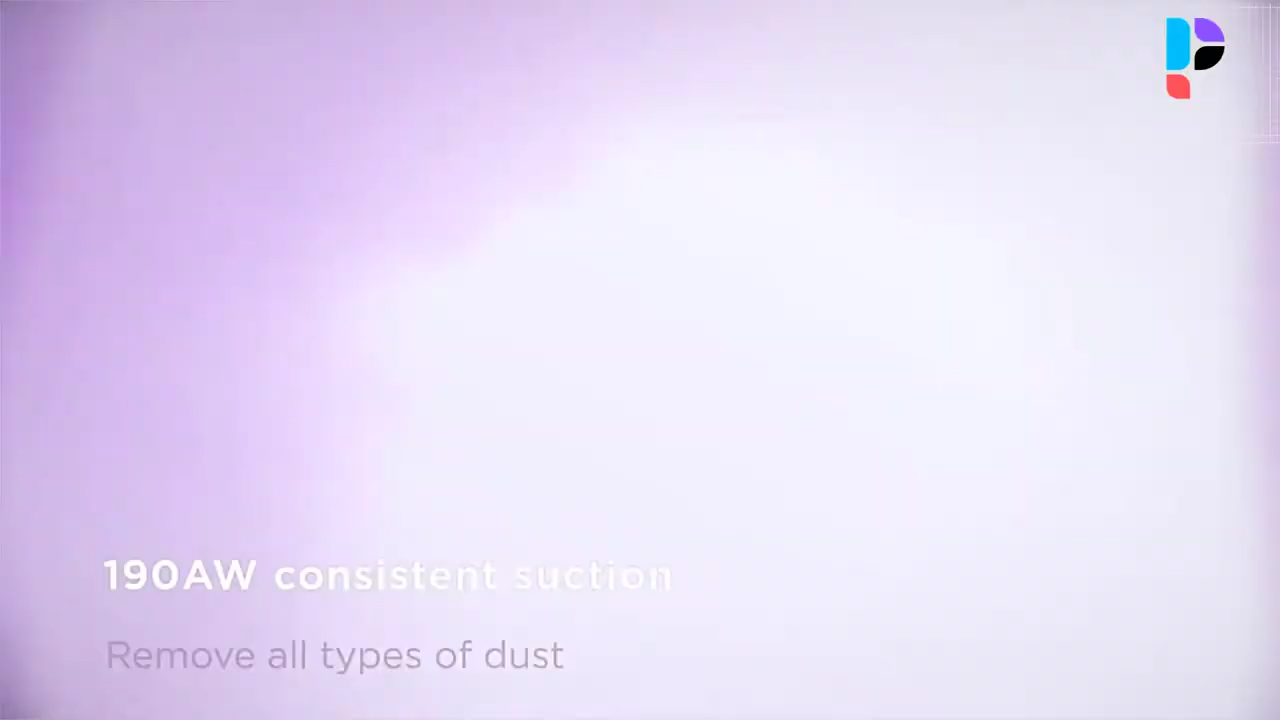 190AW consistent suction
Remove all types of dust